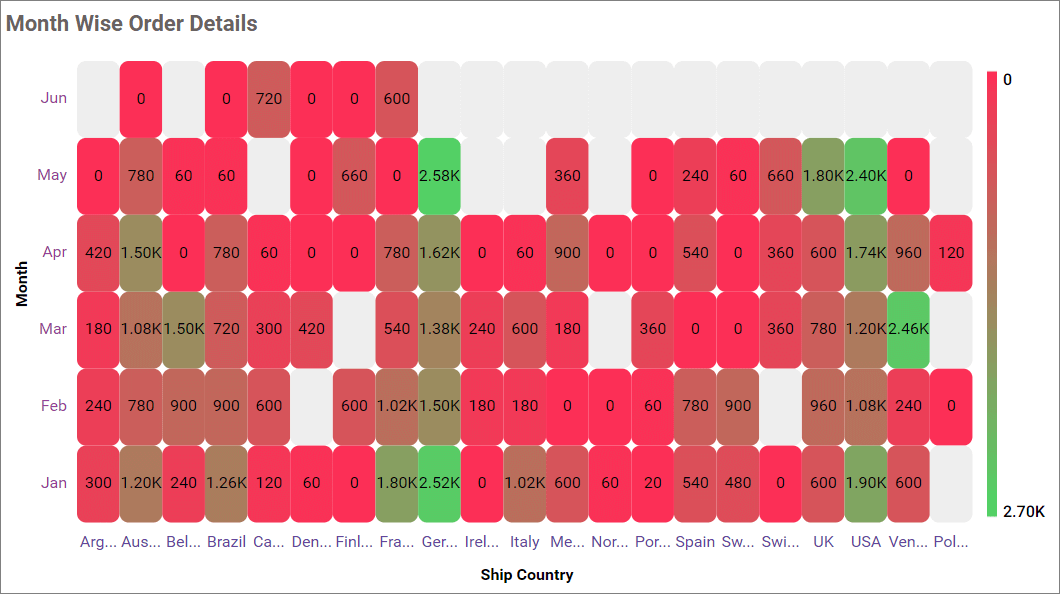 Month Wise Order Details
0
Jun 0 0 720 0 0 600
May 0 780 60 60 0 660 0 2.58K 360 0 240 60 660 1.80K 2.40K 0
Apr 420 1.50K 0 780 60 0 0 780 1.62K 0 60 900 0 0 540 0 360 600 1.74K 960 120
Month
Mar 180 1.08K 1.50K 720 300 420 540 1.38K 240 600 180 360 0 0 360 780 1.20K 2.46K
Feb 240 780 900 900 600 600 1.02K 1.50K 180 180 0 0 60 780 900 960 1.08K 240 0
Jan 300 1.20K 240 1.26K 120 60 0 1.80K 2.52K 0 1.02K 600 60 20 540 480 0 600 1.90K 600
2.70K
Arg... Aus... Bel... Brazil Ca... Den... Finl... Fra... Ger... Irel... Italy Me... Nor... Por... Spain Sw... Swi... UK USA Ven... Pol...
Ship Country